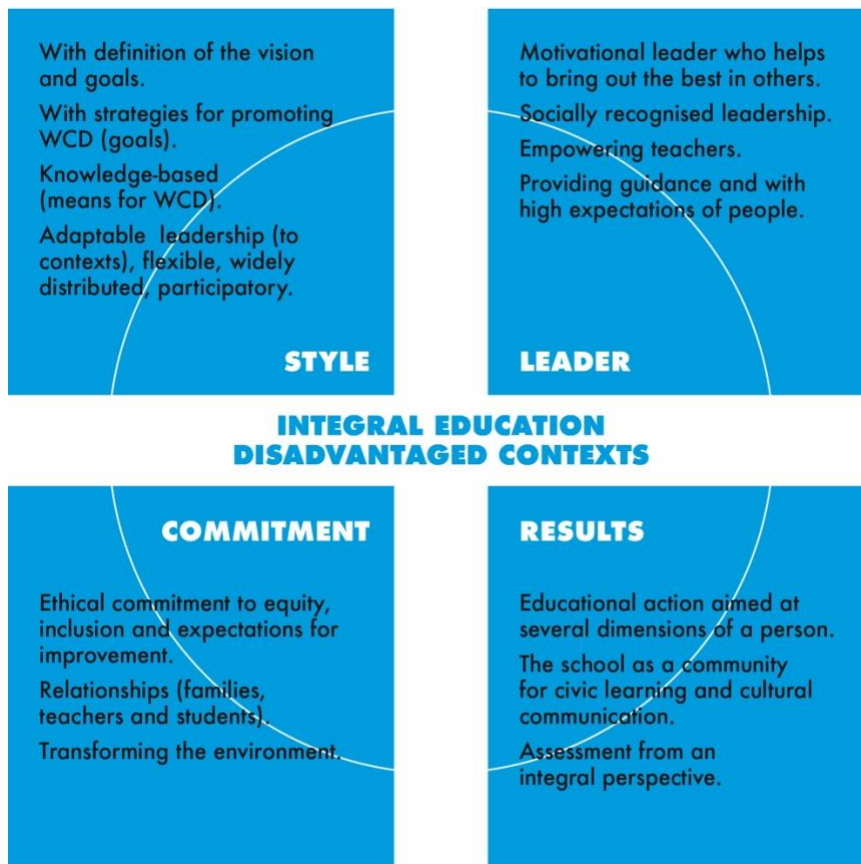 With definition of the vision
and goals.
With strategies for promoting
WCD (goals).
Knowledge-based
(means for WCD).
Adaptable leadership (to
contexts), flexible, widely
distributed, participatory.
STYLE
Motivational leader who helps
to bring out the best in others.
Socially recognised leadership.
Empowering teachers.
Providing guidance and with
high expectations of people.
LEADER
INTEGRAL EDUCATION
DISADVANTAGED CONTEXTS
COMMITMENT
Ethical commitment to equity,
inclusion and expectations for
improvement.
Relationships (families,
teachers and students).
Transforming the environment.
RESULTS
Educational action aimed at
several dimensions of a person.
The school as a community
for civic learning and cultural
communication.
Assessment from an
integral perspective.